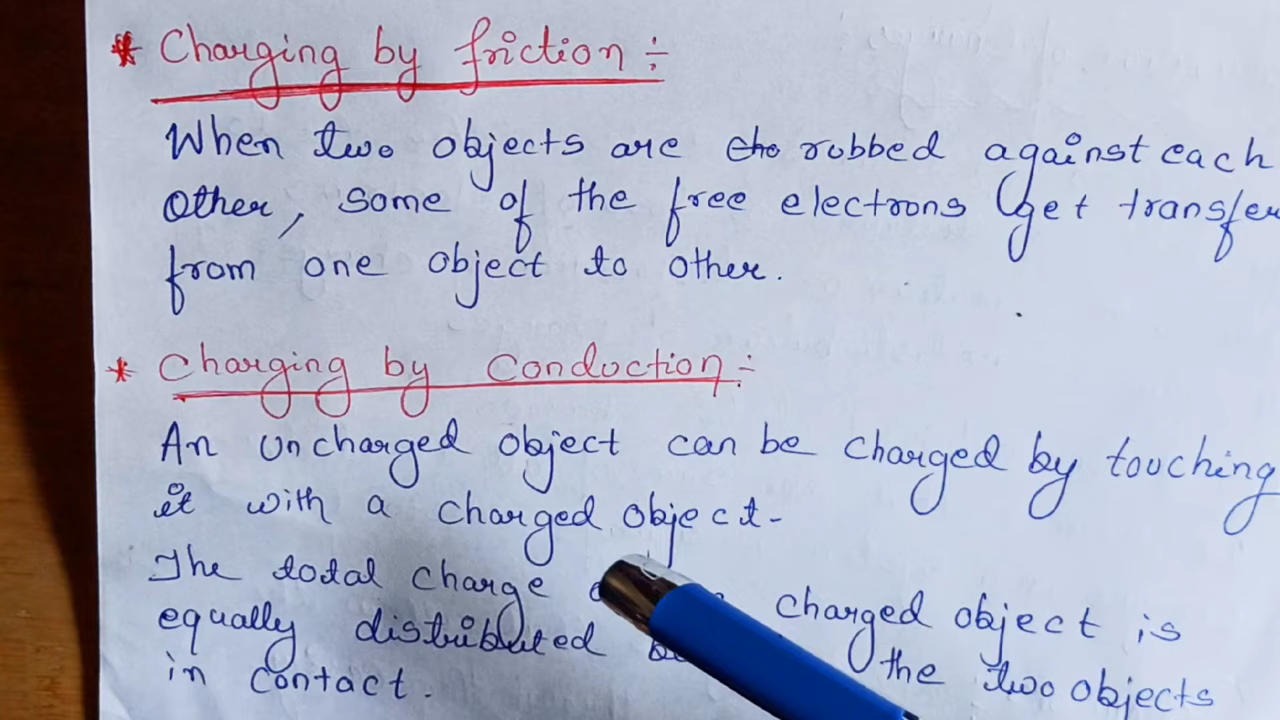 * Charging by friction :-
When two objects are cho rubbed against each
other, some of the free electrons get transfer
from one object to other.
* Charging by Conduction :-
An uncharged object can be charged by touching
it with a charged object-
The total charge charged object is
equally distributed the two objects
in contact.